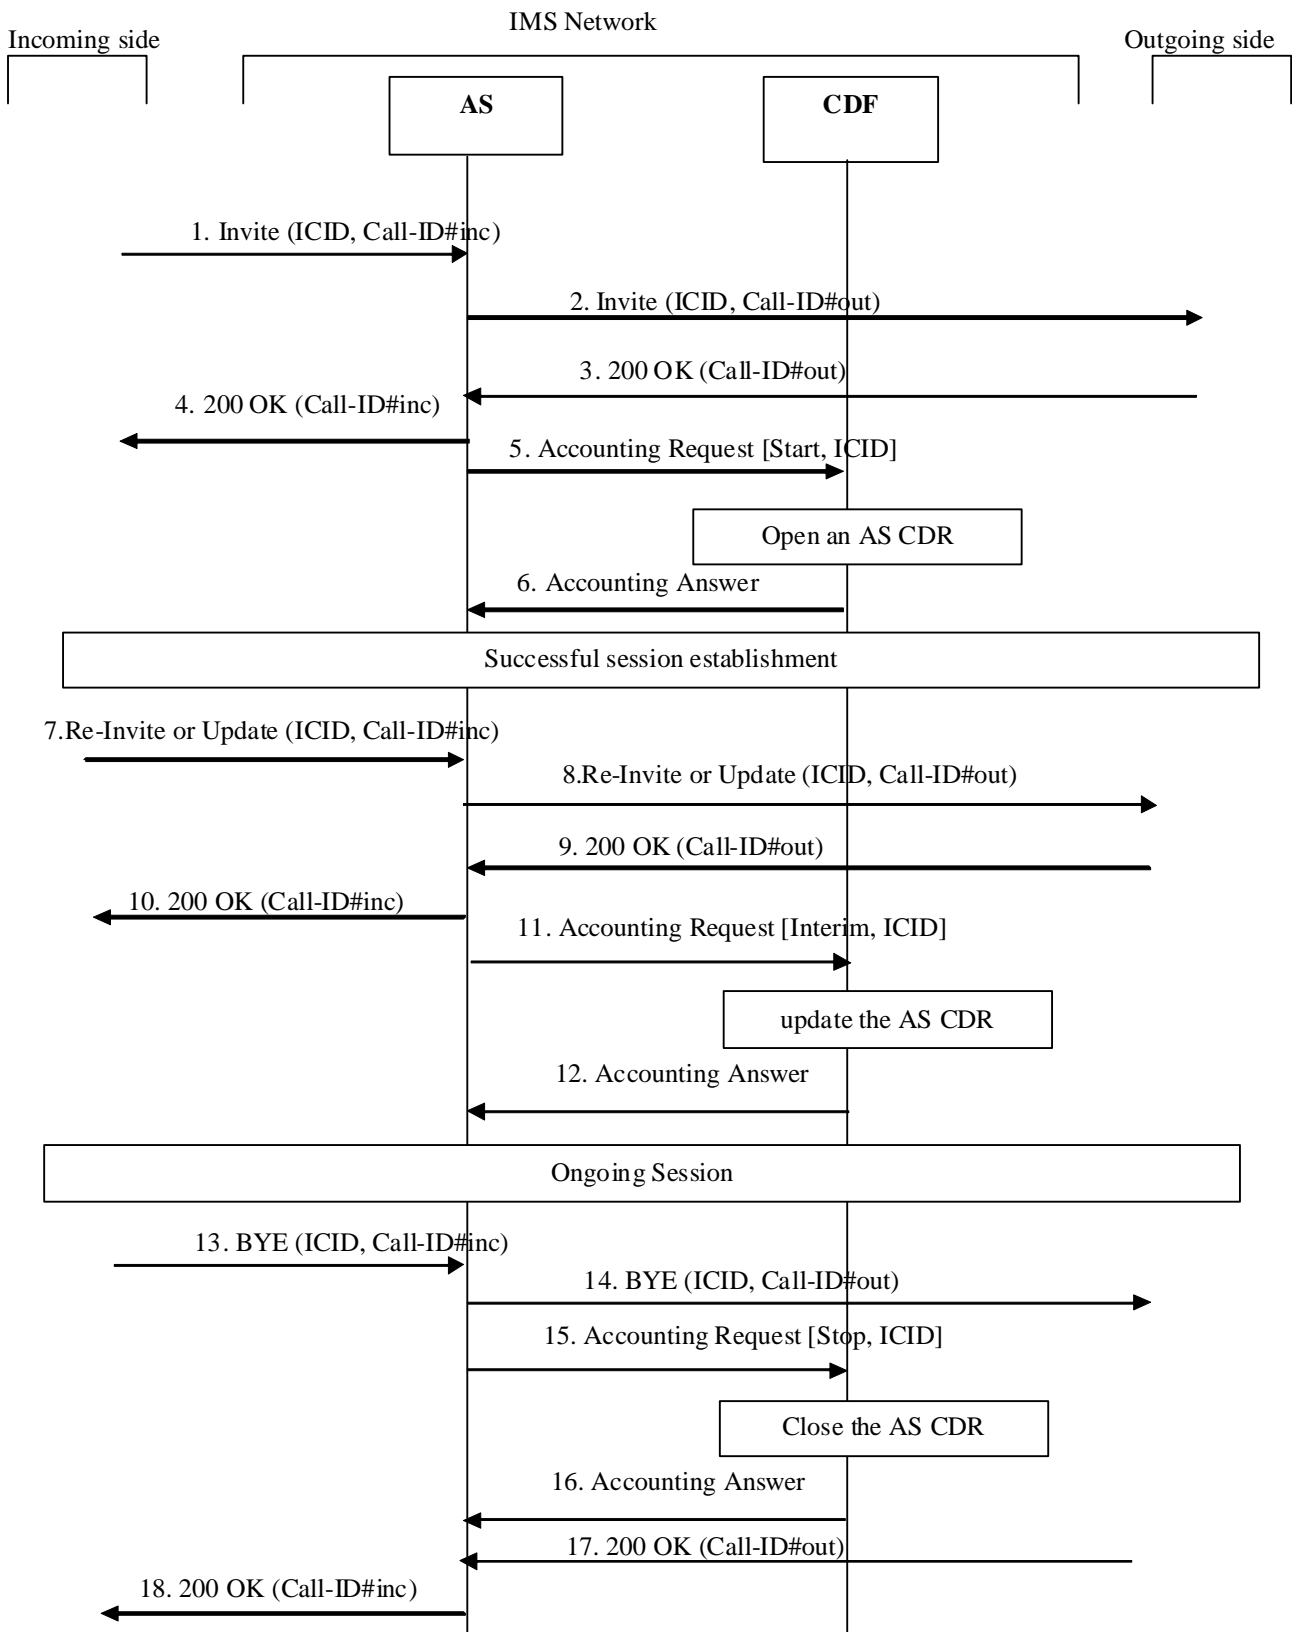 IMS Network
Incoming side
Outgoing side
AS
CDF
1. Invite (ICID, Call-ID#inc)
2. Invite (ICID, Call-ID#out)
3. 200 OK (Call-ID#out)
4. 200 OK (Call-ID#inc)
5. Accounting Request [Start, ICID]
Open an AS CDR
6. Accounting Answer
Successful session establishment
7.Re-Invite or Update (ICID, Call-ID#inc)
8.Re-Invite or Update (ICID, Call-ID#out)
9. 200 OK (Call-ID#out)
10. 200 OK (Call-ID#inc)
11. Accounting Request [Interim, ICID]
update the AS CDR
12. Accounting Answer
Ongoing Session
13. BYE (ICID, Call-ID#inc)
14. BYE (ICID, Call-ID#out)
15. Accounting Request [Stop, ICID]
Close the AS CDR
16. Accounting Answer
17. 200 OK (Call-ID#out)
18. 200 OK (Call-ID#inc)